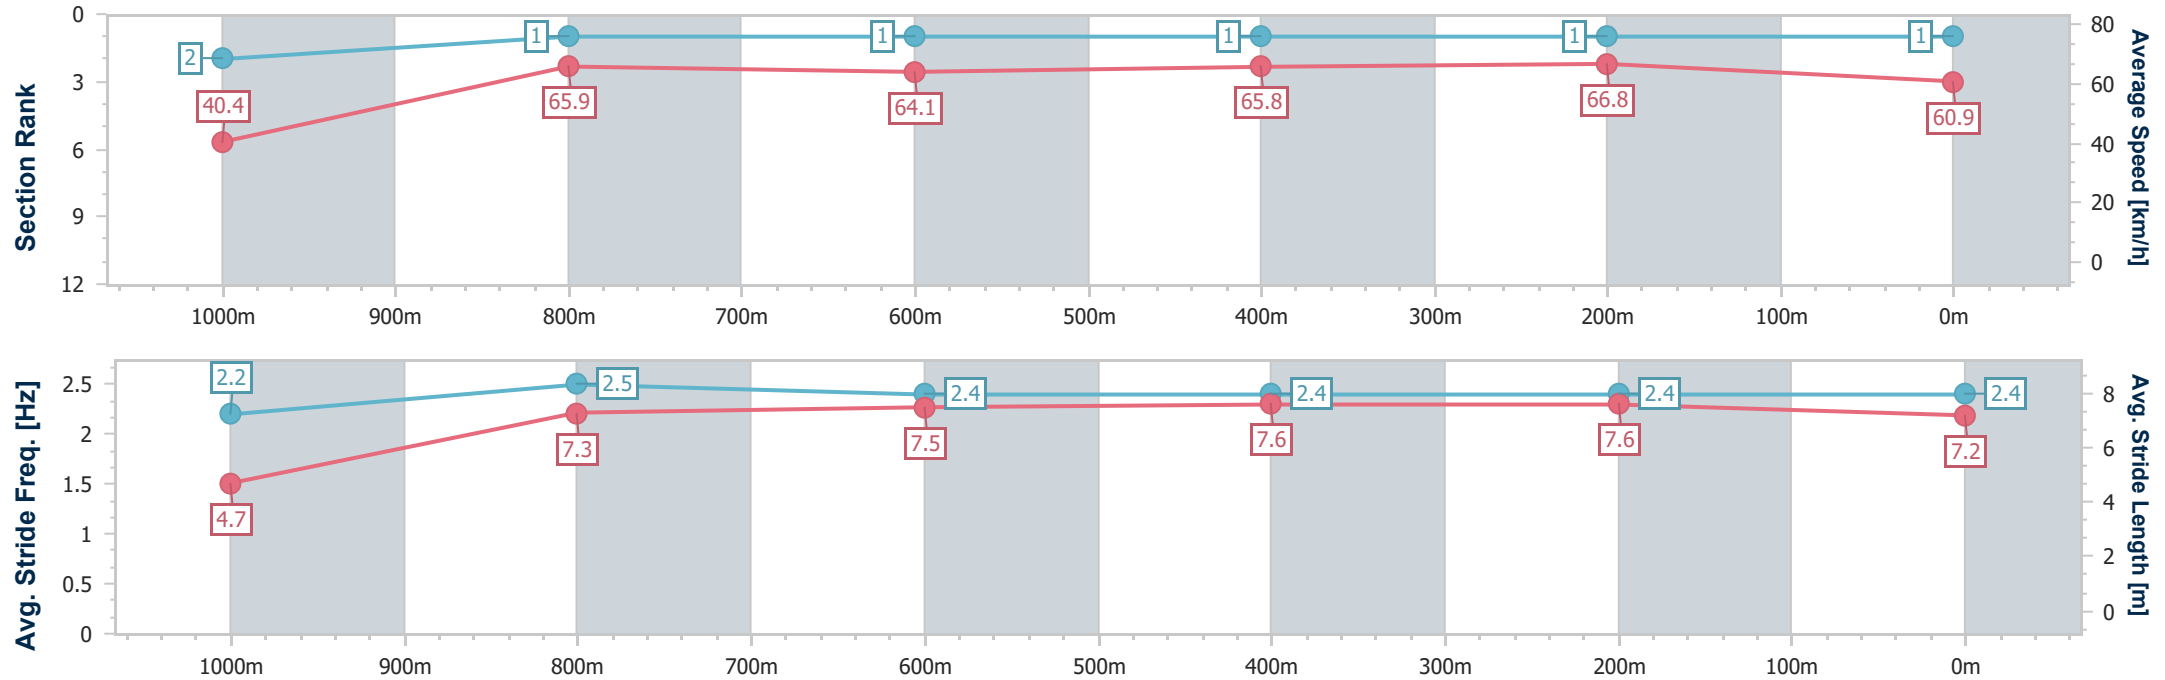 Section Rank
0
3
6
9
12
2
1
1
1
1
1
40.4
65.9
64.1
65.8
66.8
60.9
80
60
40
20
0
Average Speed [km/h]
1000m
900m
800m
700m
600m
500m
400m
300m
200m
100m
0m
Avg. Stride Freq. [Hz]
2.5
2
1.5
1
0.5
0
2.2
2.5
2.4
2.4
2.4
2.4
4.7
7.3
7.5
7.6
7.6
7.2
8
6
4
2
0
Avg. Stride Length [m]
1000m
900m
800m
700m
600m
500m
400m
300m
200m
100m
0m